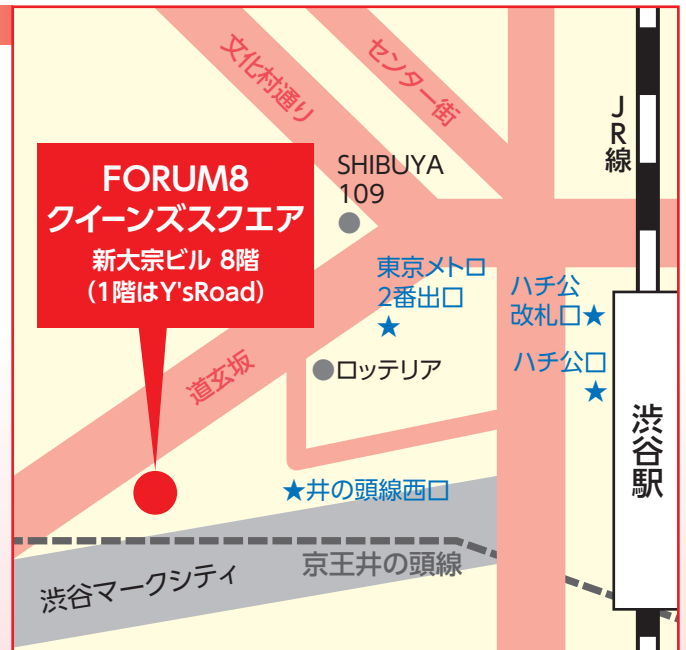 文化村通り
センター街
JR線
FORUM8
クイーンズスクエア
新大宗ビル 8階
(1階はY'sRoad)
SHIBUYA
109
東京メトロ
2番出口
★
ハチ公
改札口★
ハチ公口
★
道玄坂
ロッテリア
渋谷駅
★井の頭線西口
京王井の頭線
渋谷マークシティ